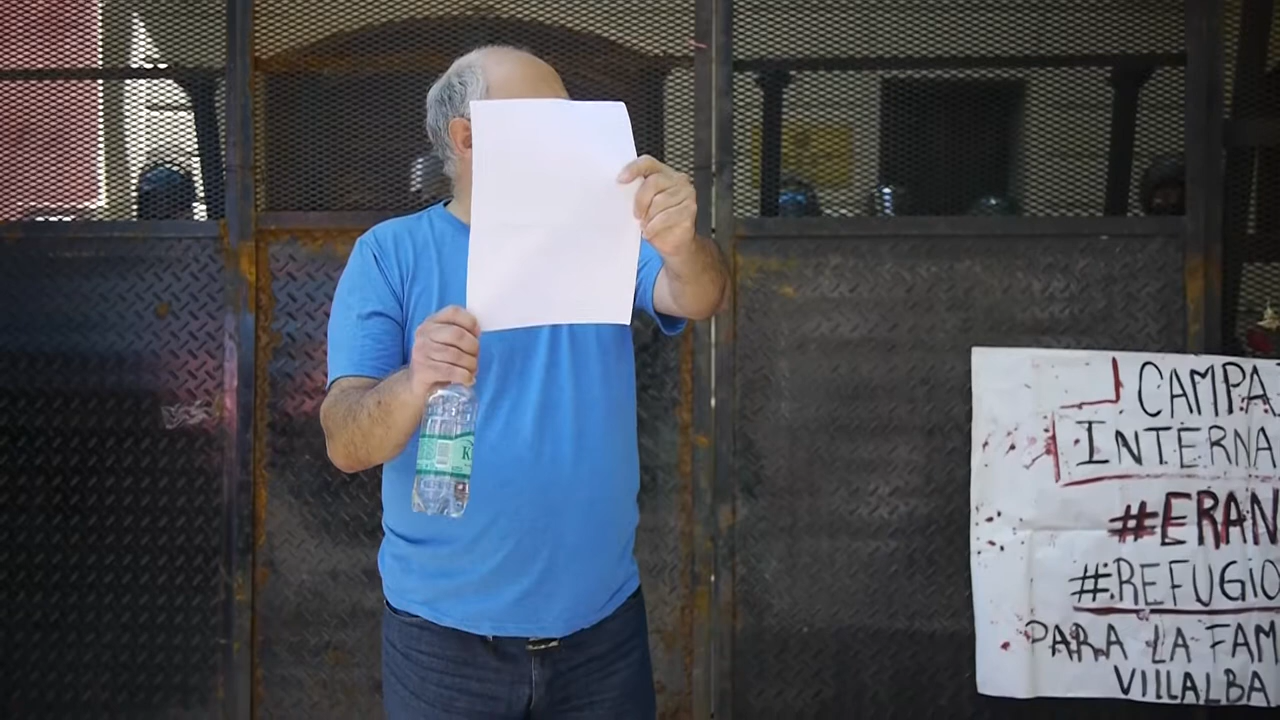 CAMPA
INTERNA
#ERAN
#REFUGIO
PARA LA FAM
VILLALBA